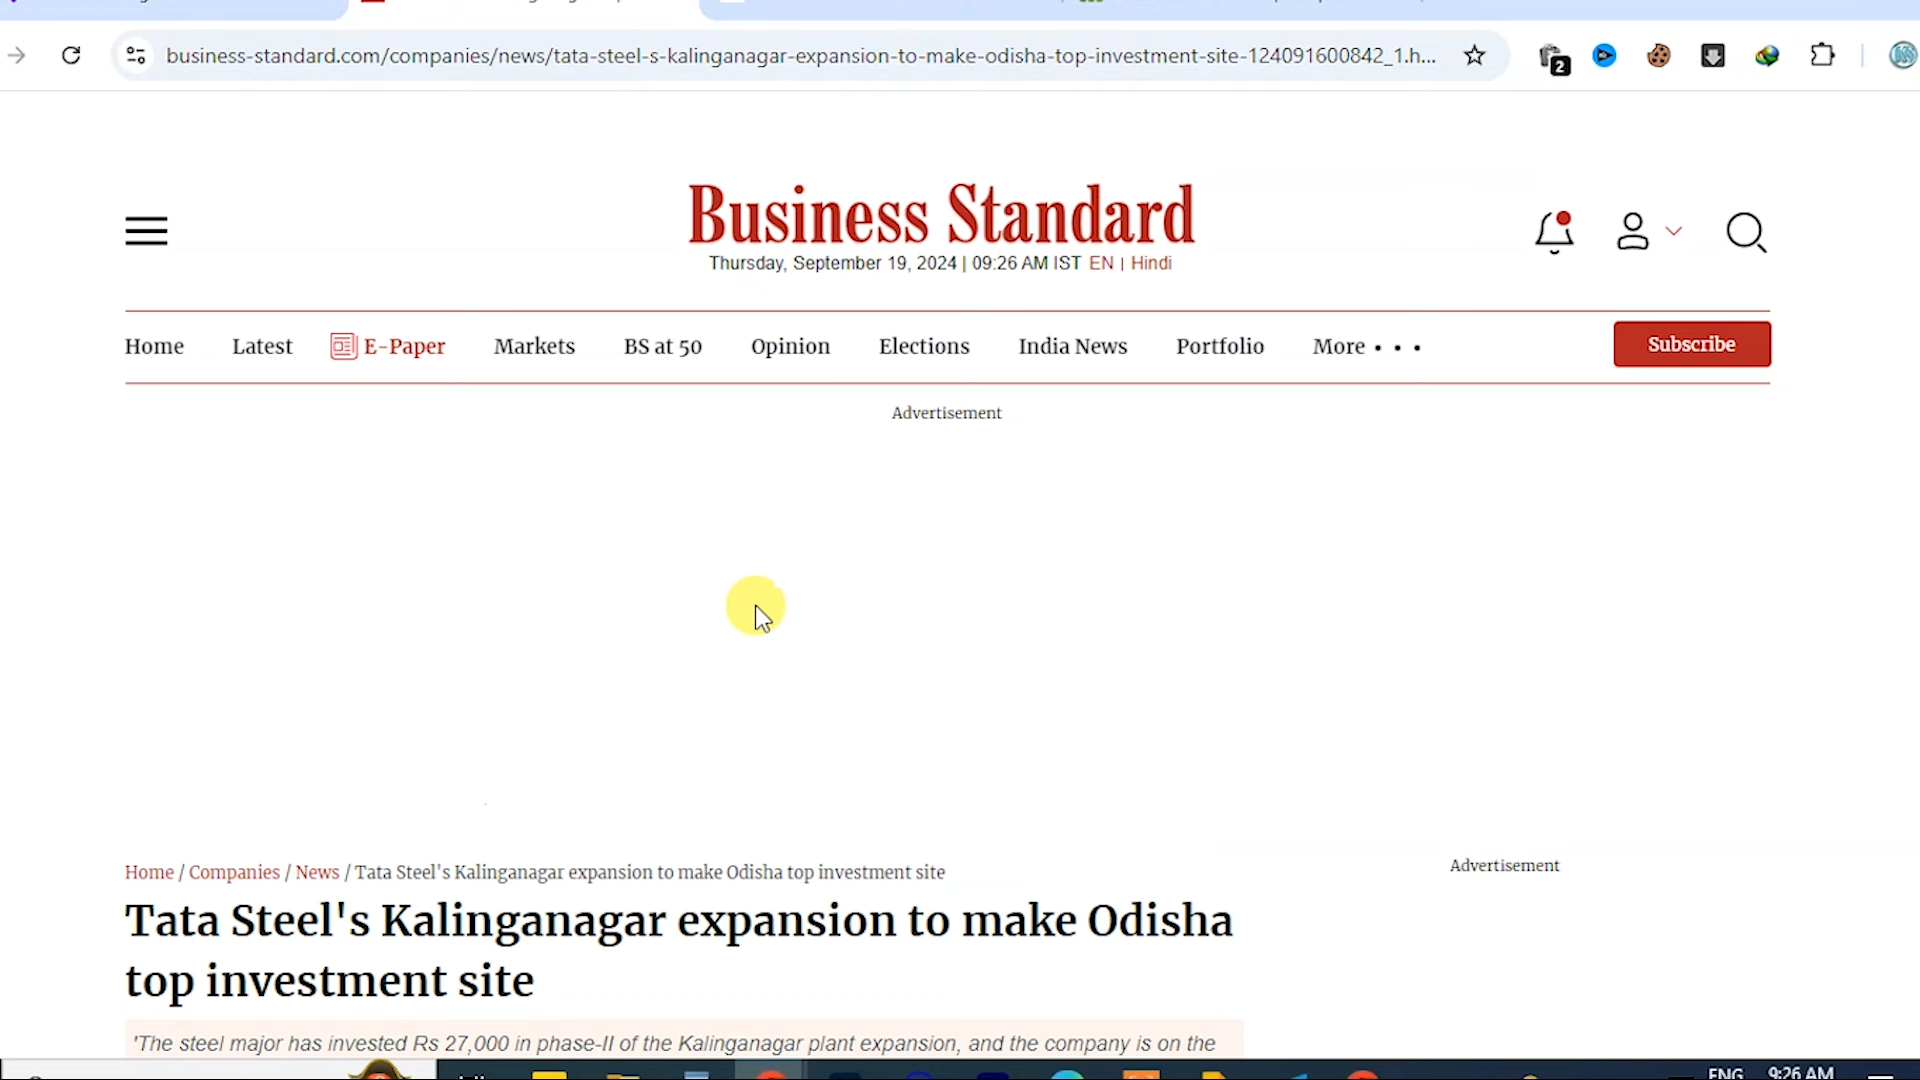 business-standard.com/companies/news/tata-steel-s-kalinganagar-expansion-to-make-odisha-top-investment-site-124091600842_1.h...
2
Business Standard
Thursday, September 19, 2024 | 09:26 AM IST EN | Hindi
Home Latest E-Paper Markets BS at 50 Opinion Elections India News Portfolio More • • • Subscribe
Advertisement
Home / Companies / News / Tata Steel's Kalinganagar expansion to make Odisha top investment site
Advertisement
Tata Steel's Kalinganagar expansion to make Odisha
top investment site
'The steel major has invested Rs 27,000 in phase-II of the Kalinganagar plant expansion, and the company is on the
ENG 9:26 AM